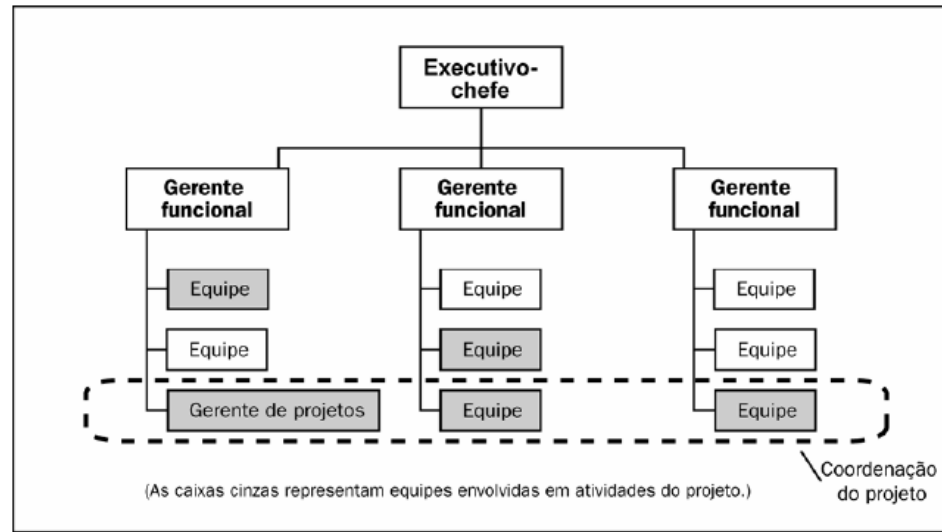 Executivo-
chefe
Gerente
funcional
Gerente
funcional
Gerente
funcional
Equipe
Equipe
Equipe
Equipe
Equipe
Equipe
Gerente de projetos
Equipe
Equipe
Coordenação
do projeto
(As caixas cinzas representam equipes envolvidas em atividades do projeto.)